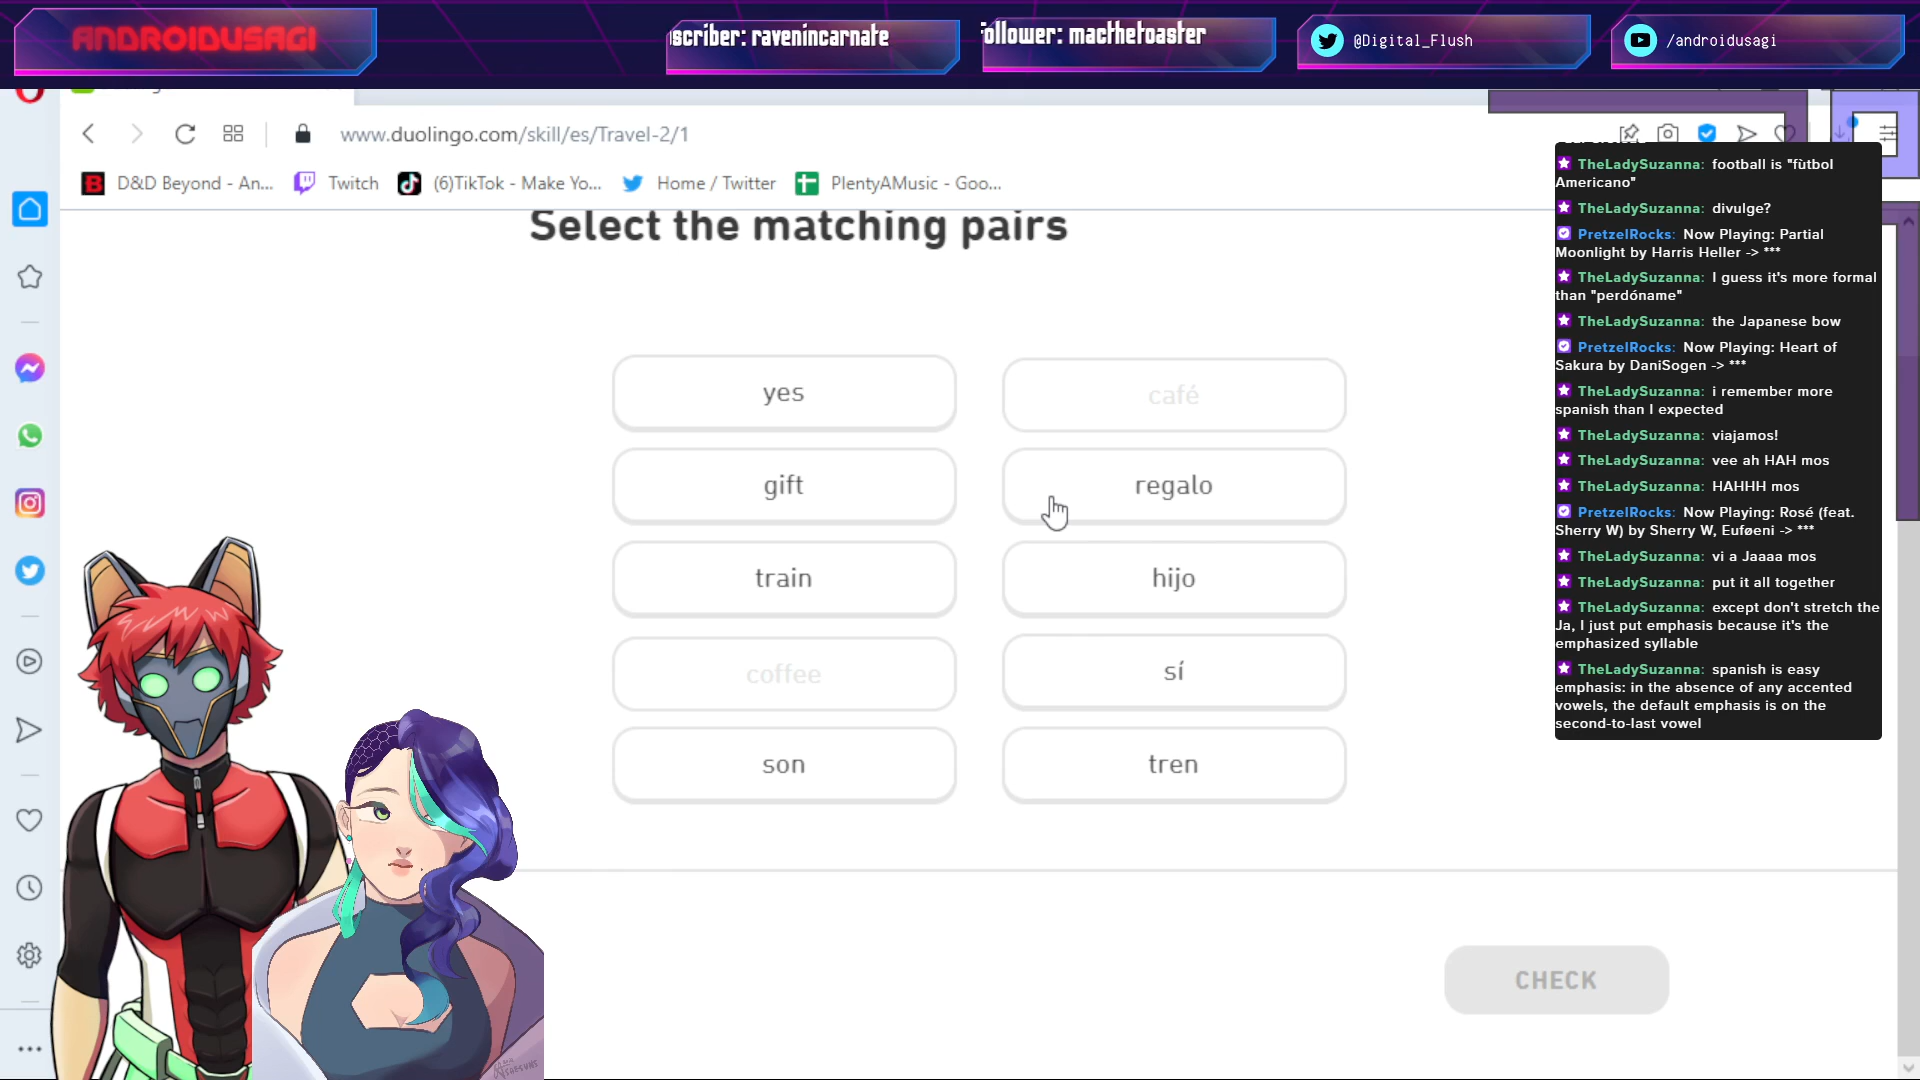 ANDROIDUSAGI
scriber: ravenincarnate
ollower: macthetoaster
@Digital_Flush
/androidusagi
www.duolingo.com/skill/es/Travel-2/1
D&D Beyond - An...
Twitch
(6)TikTok - Make Yo...
Home / Twitter
PlentyAMusic - Goo...
Select the matching pairs
yes
café
gift
regalo
train
hijo
coffee
sí
son
tren
CHECK
TheLadySuzanna: football is "fùtbol
Americano"
TheLadySuzanna: divulge?
PretzelRocks: Now Playing: Partial
Moonlight by Harris Heller -> ***
TheLadySuzanna: I guess it's more formal
than "perdóname"
TheLadySuzanna: the Japanese bow
PretzelRocks: Now Playing: Heart of
Sakura by DaniSogen -> ***
TheLadySuzanna: i remember more
spanish than I expected
TheLadySuzanna: viajamos!
TheLadySuzanna: vee ah HAH mos
TheLadySuzanna: HAHHH mos
PretzelRocks: Now Playing: Rosé (feat.
Sherry W) by Sherry W, Euføeni -> ***
TheLadySuzanna: vi a Jaaaa mos
TheLadySuzanna: put it all together
TheLadySuzanna: except don't stretch the
Ja, I just put emphasis because it's the
emphasized syllable
TheLadySuzanna: spanish is easy
emphasis: in the absence of any accented
vowels, the default emphasis is on the
second-to-last vowel